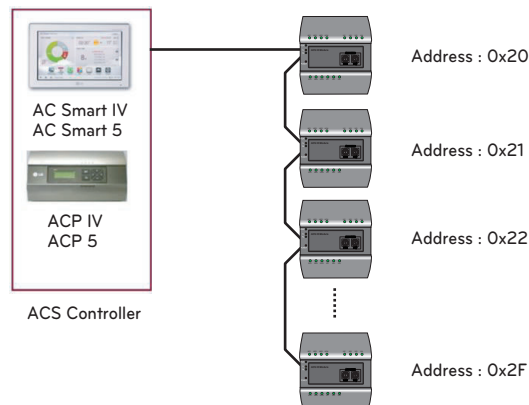 AC Smart IV
AC Smart 5
ACP IV
ACP 5
ACS Controller
Address : 0x20
Address : 0x21
Address : 0x22
Address : 0x2F